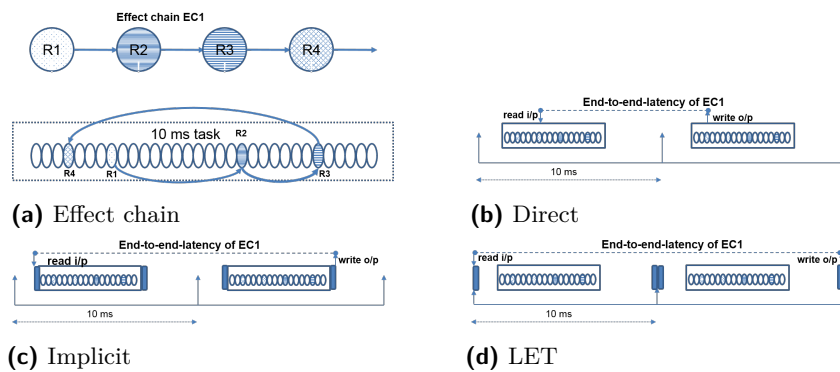 Effect chain EC1
R1 R2 R3 R4
10 ms task
R2
R4 R1 R3
(a) Effect chain
End-to-end-latency of EC1
read i/p
write o/p
10 ms
(b) Direct
End-to-end-latency of EC1
read i/p
write o/p
10 ms
(c) Implicit
End-to-end-latency of EC1
read i/p
write o/p
10 ms
(d) LET